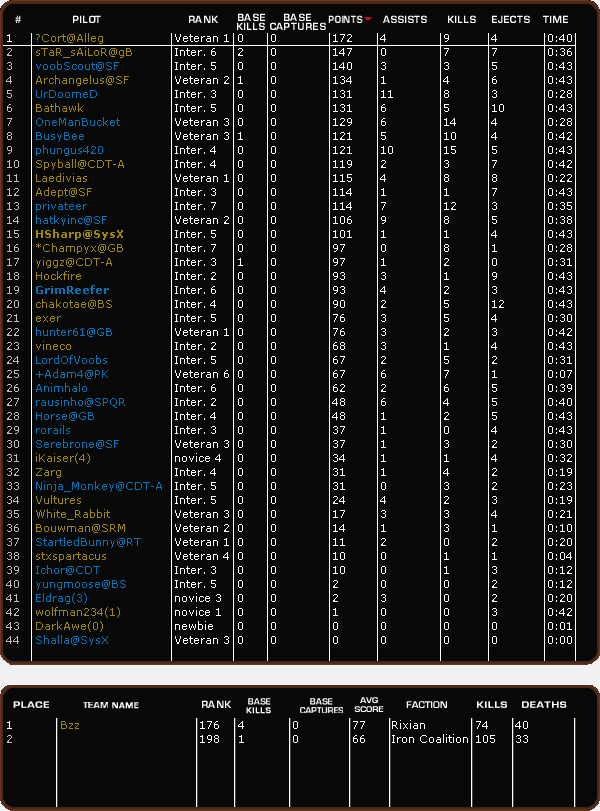 # PILOT RANK BASE KILLS BASE CAPTURES POINTS ASSISTS KILLS EJECTS TIME
1 ?Cort@Alleg Veteran 1 0 0 172 4 9 4 0:40
2 sTaR_sAiLoR@gB Inter. 6 2 0 147 0 7 7 0:36
3 voobScout@SF Inter. 5 0 0 140 3 3 5 0:43
4 Archangelus@SF Veteran 2 1 0 134 1 4 6 0:43
5 UrDoomeD Inter. 3 0 0 131 11 8 3 0:28
6 Bathawk Inter. 5 0 0 131 6 5 10 0:43
7 OneManBucket Veteran 3 0 0 129 6 14 4 0:28
8 BusyBee Veteran 3 1 0 121 5 10 4 0:42
9 phungus420 Inter. 4 0 0 121 10 15 5 0:43
10 Spyball@CDT-A Inter. 4 0 0 119 2 3 7 0:42
11 Laedivias Veteran 1 0 0 115 4 8 8 0:22
12 Adept@SF Inter. 3 0 0 114 1 1 7 0:43
13 privateer Inter. 7 0 0 114 7 12 3 0:35
14 hatkyinc@SF Veteran 2 0 0 106 9 8 5 0:38
15 HSharp@SysX Inter. 5 0 0 101 1 1 4 0:43
16 *Champyx@GB Inter. 7 0 0 97 0 8 1 0:28
17 yiggz@CDT-A Inter. 3 1 0 97 1 2 0 0:31
18 Hockfire Inter. 2 0 0 93 3 1 9 0:43
19 GrimReefer Inter. 6 0 0 93 4 2 3 0:43
20 chakotae@BS Inter. 4 0 0 90 2 5 12 0:43
21 exer Inter. 5 0 0 76 3 5 4 0:30
22 hunter61@GB Veteran 1 0 0 76 3 2 3 0:42
23 vineco Inter. 2 0 0 68 3 1 4 0:43
24 LordOfVoobs Inter. 5 0 0 67 2 5 2 0:31
25 +Adam4@PK Veteran 6 0 0 67 6 7 1 0:07
26 Animhalo Inter. 6 0 0 62 2 6 5 0:39
27 rausinho@SPQR Inter. 2 0 0 48 6 4 5 0:40
28 Horse@GB Inter. 4 0 0 48 1 2 5 0:43
29 rorails Inter. 3 0 0 37 1 0 4 0:43
30 Serebrone@SF Veteran 3 0 0 37 1 3 2 0:30
31 iKaiser(4) novice 4 0 0 34 1 1 4 0:32
32 Zarg Inter. 4 0 0 31 1 4 2 0:19
33 Ninja_Monkey@CDT-A Inter. 5 0 0 31 0 3 2 0:23
34 Vultures Inter. 5 0 0 24 4 2 3 0:19
35 White_Rabbit Veteran 3 0 0 17 3 3 4 0:21
36 Bouwman@SRM Veteran 2 0 0 14 1 3 1 0:10
37 StartledBunny@RT Veteran 1 0 0 11 2 0 2 0:20
38 stxspartacus Veteran 4 0 0 10 0 1 1 0:04
39 Ichor@CDT Inter. 3 0 0 10 0 1 3 0:12
40 yungmoose@BS Inter. 5 0 0 2 0 0 2 0:12
41 Eldrag(3) novice 3 0 0 2 3 0 2 0:20
42 wolfman234(1) novice 1 0 0 1 0 3 3 0:42
43 DarkAwe(0) newbie 0 0 0 0 0 0 0:01
44 Shalla@SysX Veteran 3 0 0 0 0 0 0 0:00
PLACE TEAM NAME RANK BASE KILLS BASE CAPTURES AVG SCORE FACTION KILLS DEATHS
1 Bzz 176 4 0 77 Rixian 74 40
2 198 1 0 66 Iron Coalition 105 33